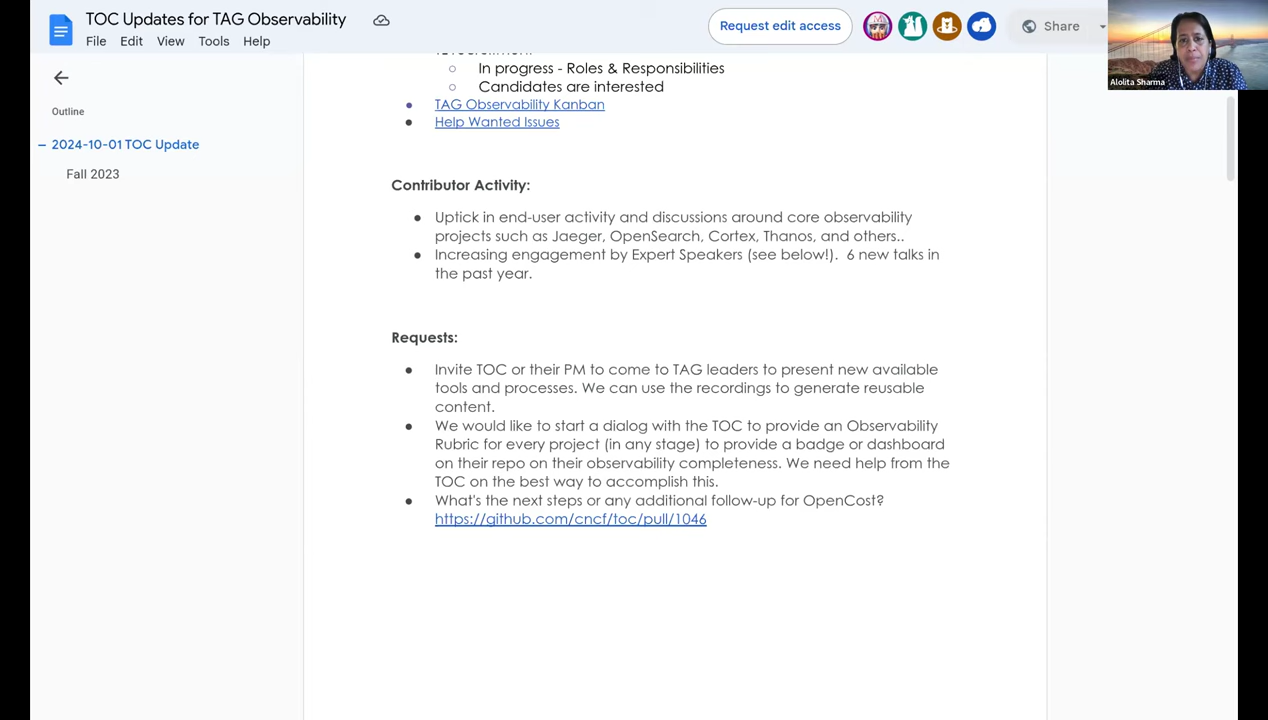 TOC Updates for TAG Observability
File Edit View Tools Help
Request edit access
Share
Alolita Sharma
Outline
2024-10-01 TOC Update
Fall 2023
In progress - Roles & Responsibilities
Candidates are interested
TAG Observability Kanban
Help Wanted Issues
Contributor Activity:
Uptick in end-user activity and discussions around core observability
projects such as Jaeger, OpenSearch, Cortex, Thanos, and others..
Increasing engagement by Expert Speakers (see below!). 6 new talks in
the past year.
Requests:
Invite TOC or their PM to come to TAG leaders to present new available
tools and processes. We can use the recordings to generate reusable
content.
We would like to start a dialog with the TOC to provide an Observability
Rubric for every project (in any stage) to provide a badge or dashboard
on their repo on their observability completeness. We need help from the
TOC on the best way to accomplish this.
What's the next steps or any additional follow-up for OpenCost?
https://github.com/cncf/toc/pull/1046